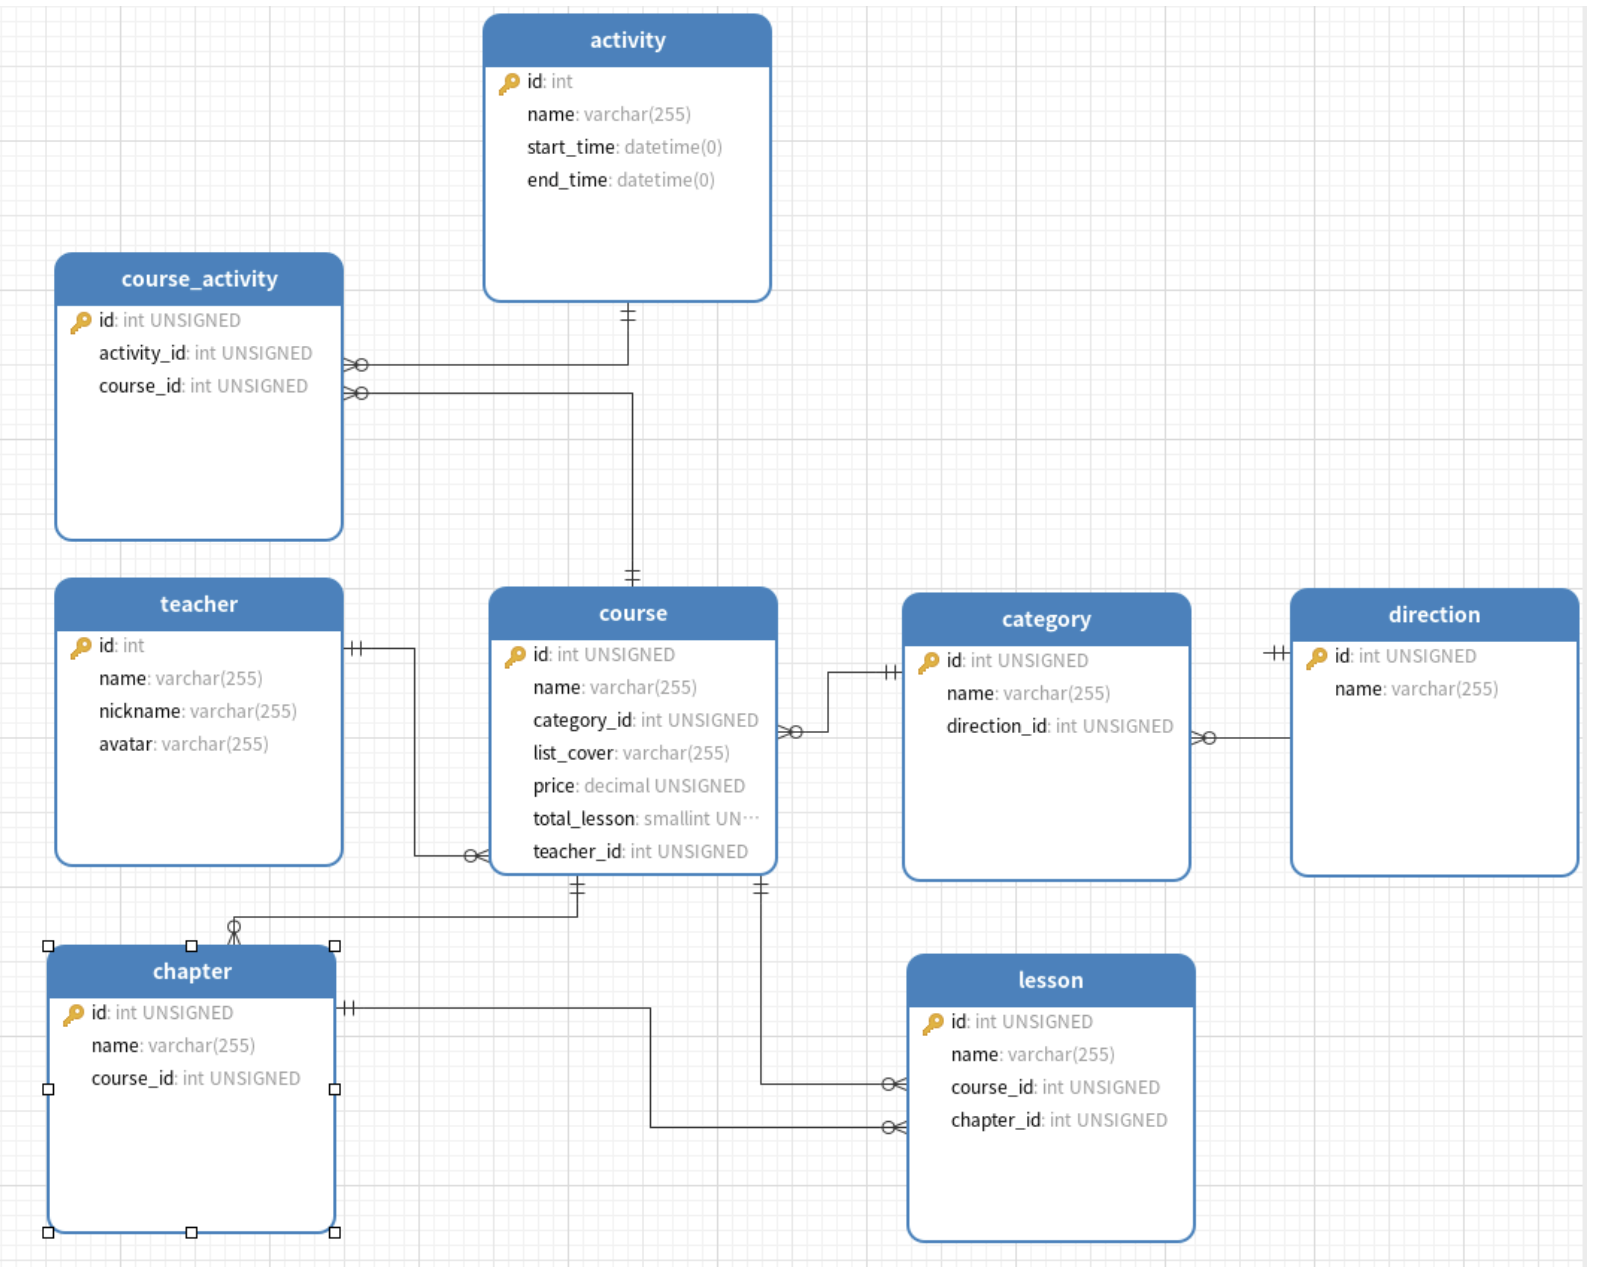 activity
id: int
name: varchar(255)
start_time: datetime(0)
end_time: datetime(0)
course_activity
id: int UNSIGNED
activity_id: int UNSIGNED
course_id: int UNSIGNED
teacher
id: int
name: varchar(255)
nickname: varchar(255)
avatar: varchar(255)
course
id: int UNSIGNED
name: varchar(255)
category_id: int UNSIGNED
list_cover: varchar(255)
price: decimal UNSIGNED
total_lesson: smallint UN···
teacher_id: int UNSIGNED
category
id: int UNSIGNED
name: varchar(255)
direction_id: int UNSIGNED
direction
id: int UNSIGNED
name: varchar(255)
chapter
id: int UNSIGNED
name: varchar(255)
course_id: int UNSIGNED
lesson
id: int UNSIGNED
name: varchar(255)
course_id: int UNSIGNED
chapter_id: int UNSIGNED